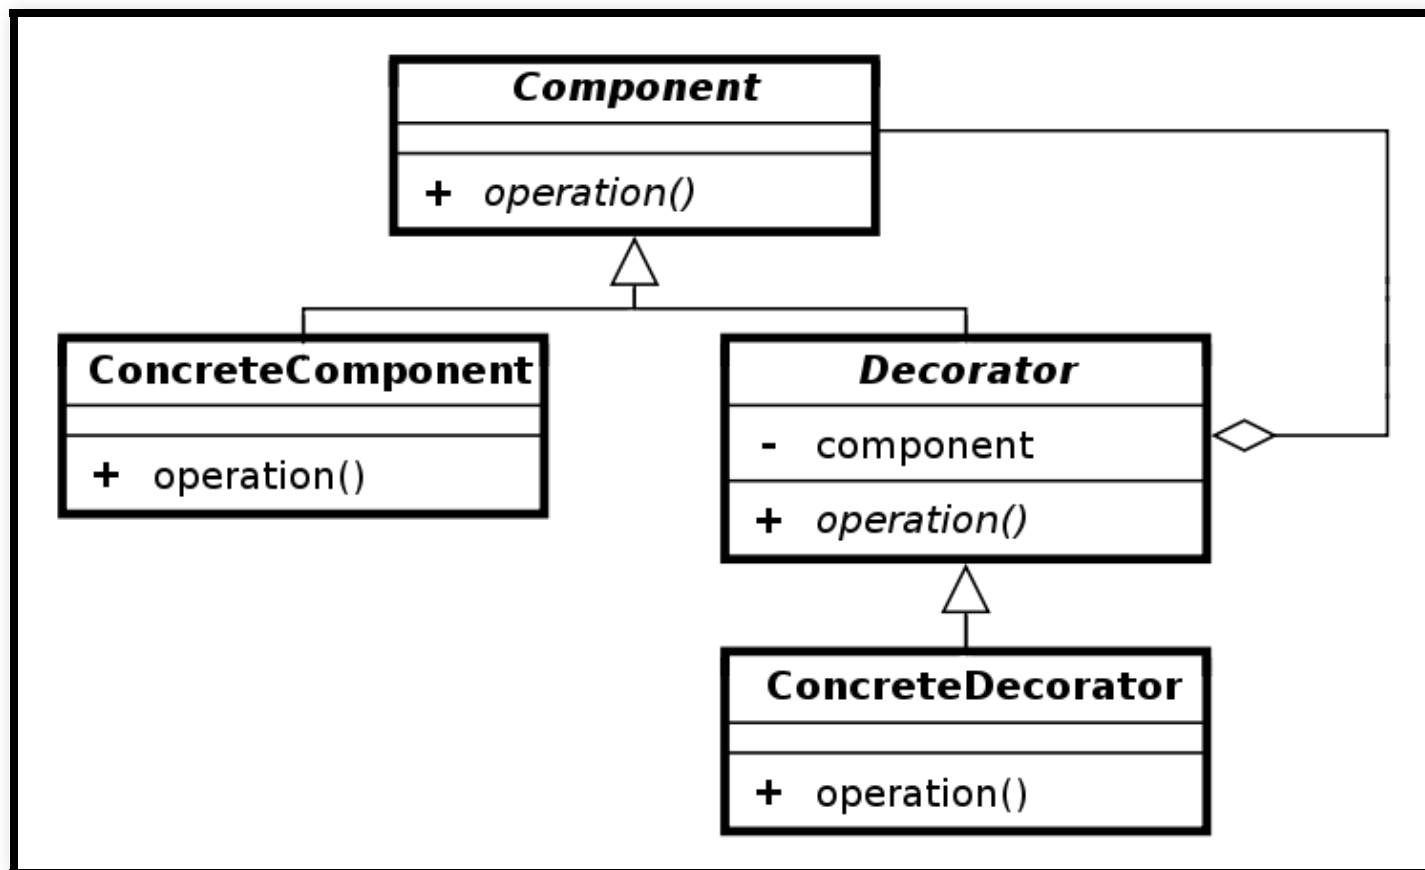 Component
+ operation()
ConcreteComponent
+ operation()
Decorator
- component
+ operation()
ConcreteDecorator
+ operation()